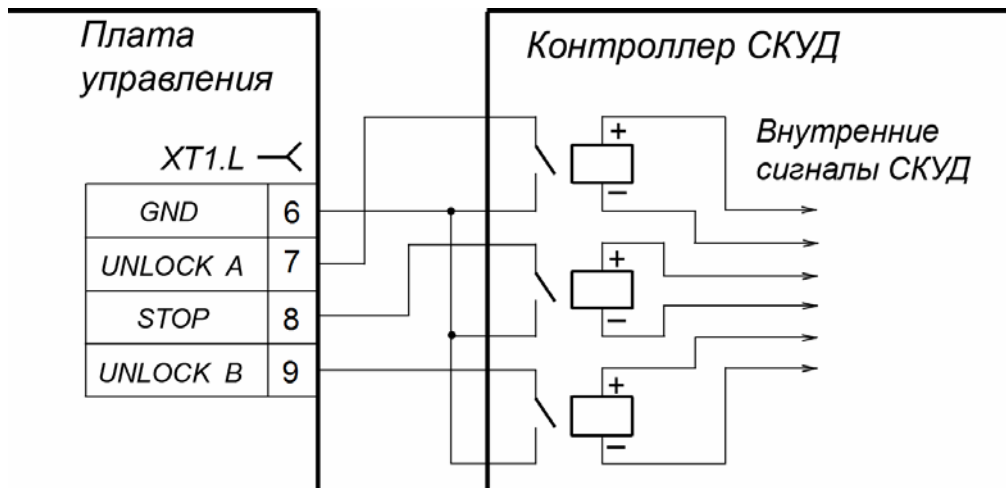 Плата
управления
XT1.L
GND 6
UNLOCK A 7
STOP 8
UNLOCK B 9
Контроллер СКУД
+
−
+
−
+
−
Внутренние
сигналы СКУД